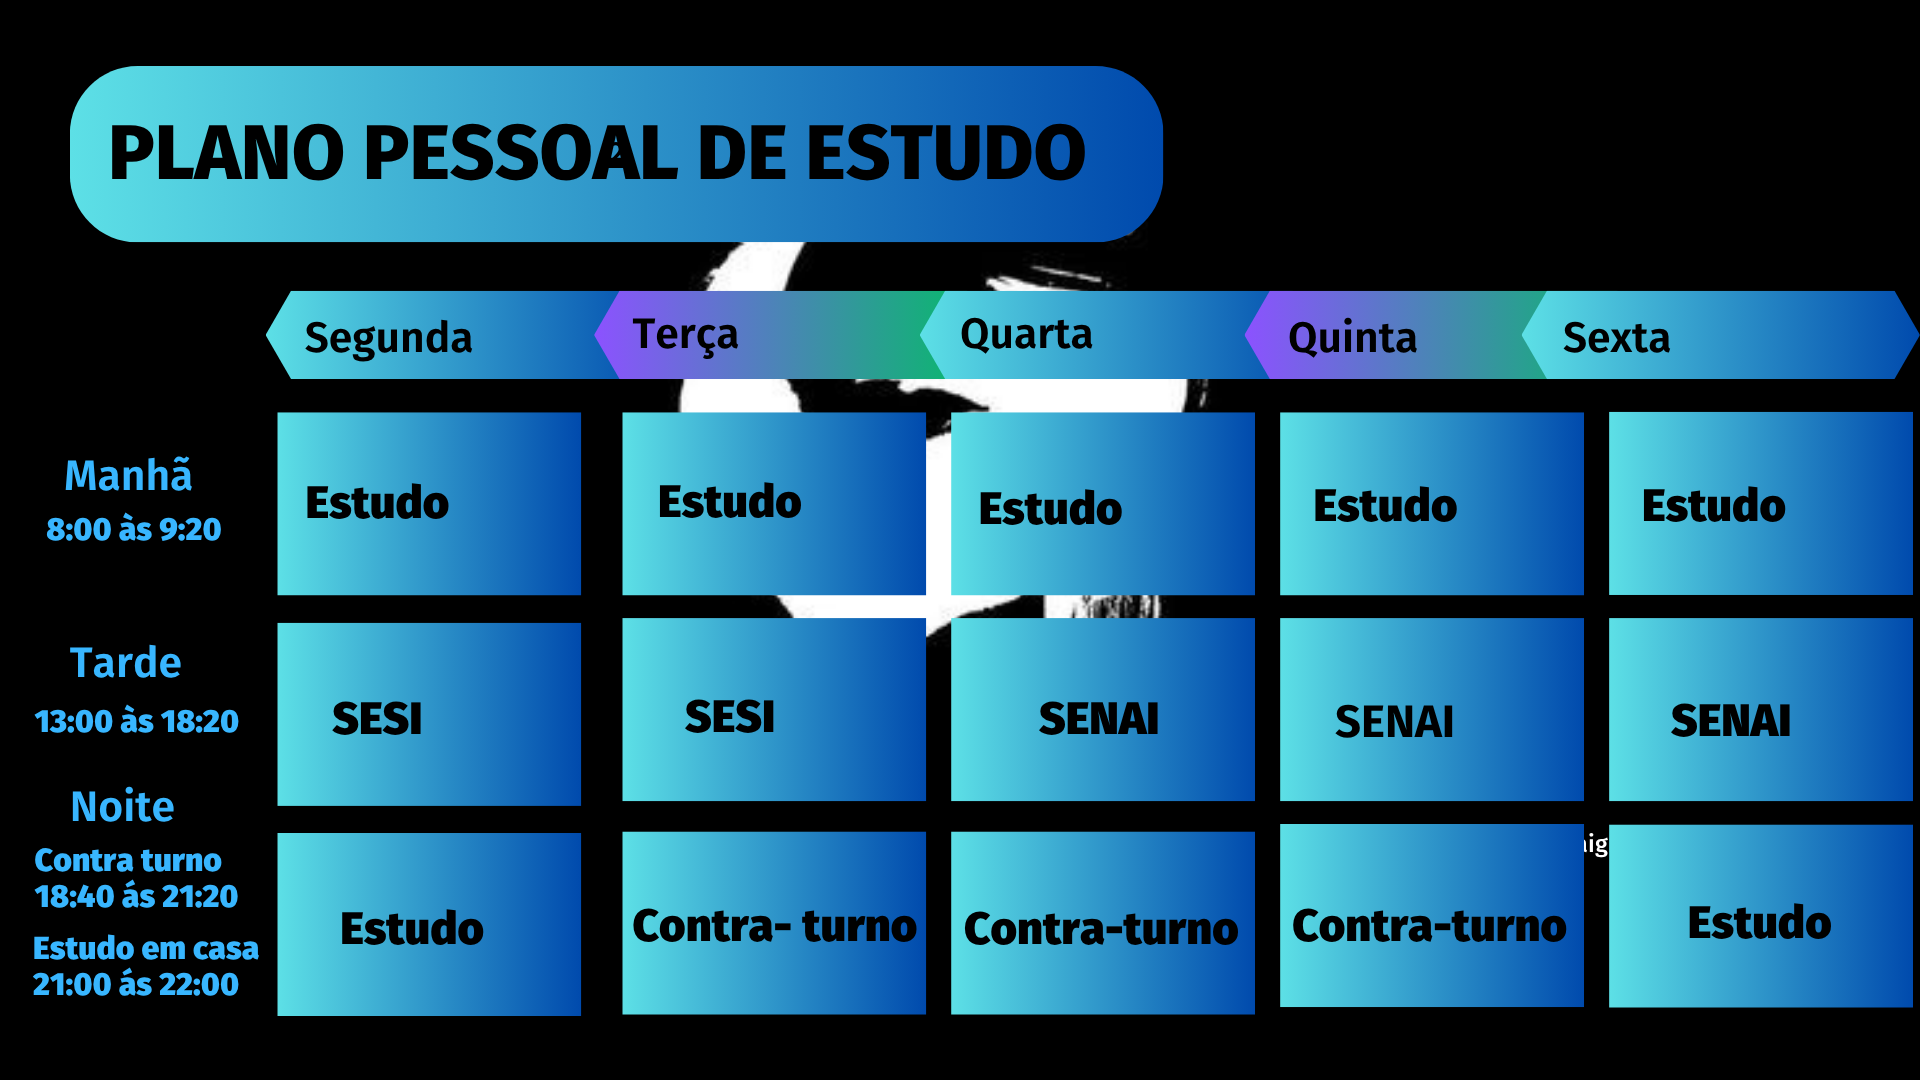 PLANO PESSOAL DE ESTUDO
Segunda
Terça
Quarta
Quinta
Sexta
Manhã
8:00 às 9:20
Estudo
Estudo
Estudo
Estudo
Estudo
Tarde
13:00 às 18:20
SESI
SESI
SENAI
SENAI
SENAI
Noite
Contra turno
18:40 ás 21:20
Estudo em casa
21:00 ás 22:00
Estudo
Contra- turno
Contra-turno
Contra-turno
Estudo